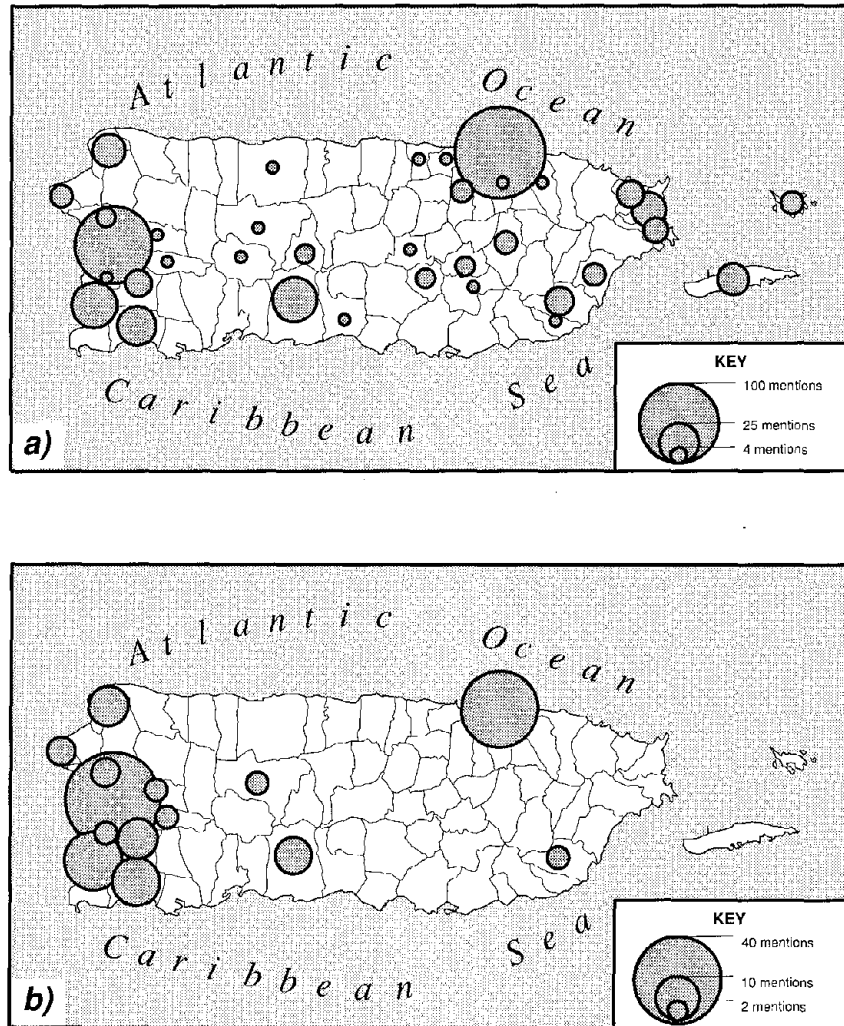 Atlantic Ocean
Caribbean Sea
a)
KEY
100 mentions
25 mentions
4 mentions
Atlantic Ocean
Caribbean Sea
b)
KEY
40 mentions
10 mentions
2 mentions